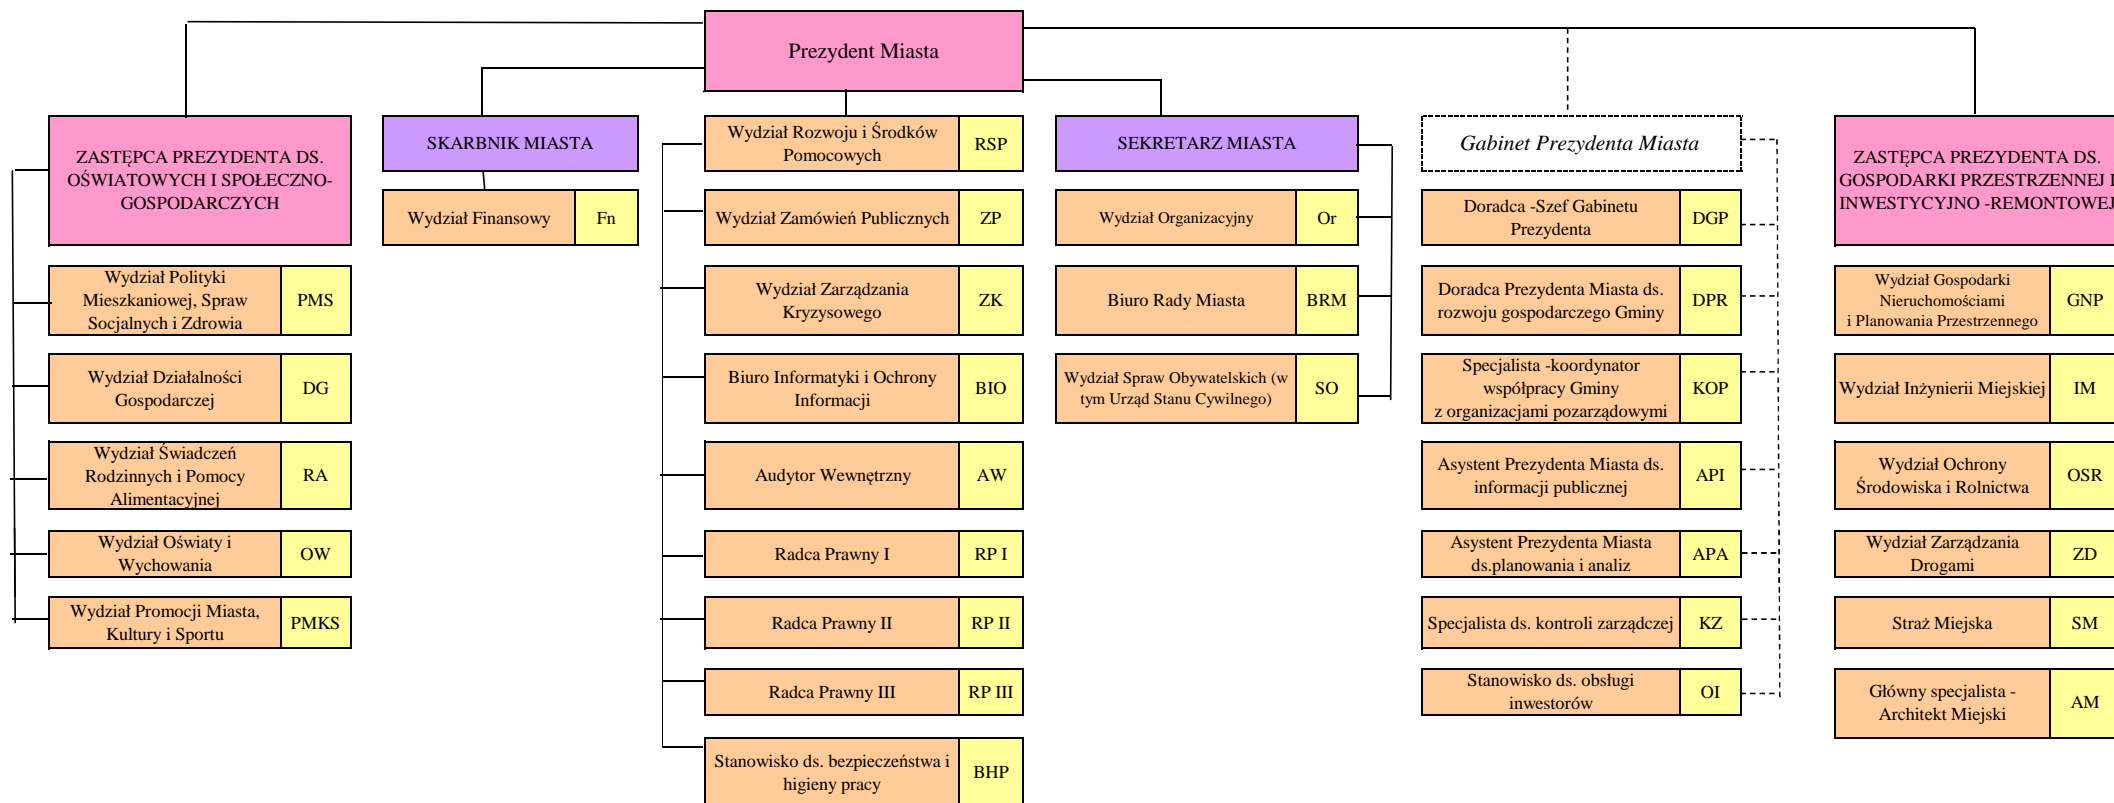 Prezydent Miasta
ZASTĘPCA PREZYDENTA DS.
OŚWIATOWYCH I SPOŁECZNO-
GOSPODARCZYCH
Wydział Polityki
Mieszkaniowej, Spraw
Socjalnych i Zdrowia
PMS
Wydział Działalności
Gospodarczej
DG
Wydział Świadczeń
Rodzinnych i Pomocy
Alimentacyjnej
RA
Wydział Oświaty i
Wychowania
OW
Wydział Promocji Miasta,
Kultury i Sportu
PMKS
SKARBNIK MIASTA
Wydział Finansowy
Fn
Wydział Rozwoju i Środków
Pomocowych
RSP
Wydział Zamówień Publicznych
ZP
Wydział Zarządzania
Kryzysowego
ZK
Biuro Informatyki i Ochrony
Informacji
BIO
Audytor Wewnętrzny
AW
Radca Prawny I
RP I
Radca Prawny II
RP II
Radca Prawny III
RP III
Stanowisko ds. bezpieczeństwa i
higieny pracy
BHP
SEKRETARZ MIASTA
Wydział Organizacyjny
Or
Biuro Rady Miasta
BRM
Wydział Spraw Obywatelskich (w
tym Urząd Stanu Cywilnego)
SO
Gabinet Prezydenta Miasta
Doradca -Szef Gabinetu
Prezydenta
DGP
Doradca Prezydenta Miasta ds.
rozwoju gospodarczego Gminy
DPR
Specjalista -koordynator
współpracy Gminy
z organizacjami pozarządowymi
KOP
Asystent Prezydenta Miasta ds.
informacji publicznej
API
Asystent Prezydenta Miasta
ds.planowania i analiz
APA
Specjalista ds. kontroli zarządczej
KZ
Stanowisko ds. obsługi
inwestorów
OI
ZASTĘPCA PREZYDENTA DS.
GOSPODARKI PRZESTRZENNEJ I
INWESTYCYJNO -REMONTOWEJ
Wydział Gospodarki
Nieruchomościami
i Planowania Przestrzennego
GNP
Wydział Inżynierii Miejskiej
IM
Wydział Ochrony
Środowiska i Rolnictwa
OSR
Wydział Zarządzania
Drogami
ZD
Straż Miejska
SM
Główny specjalista -
Architekt Miejski
AM